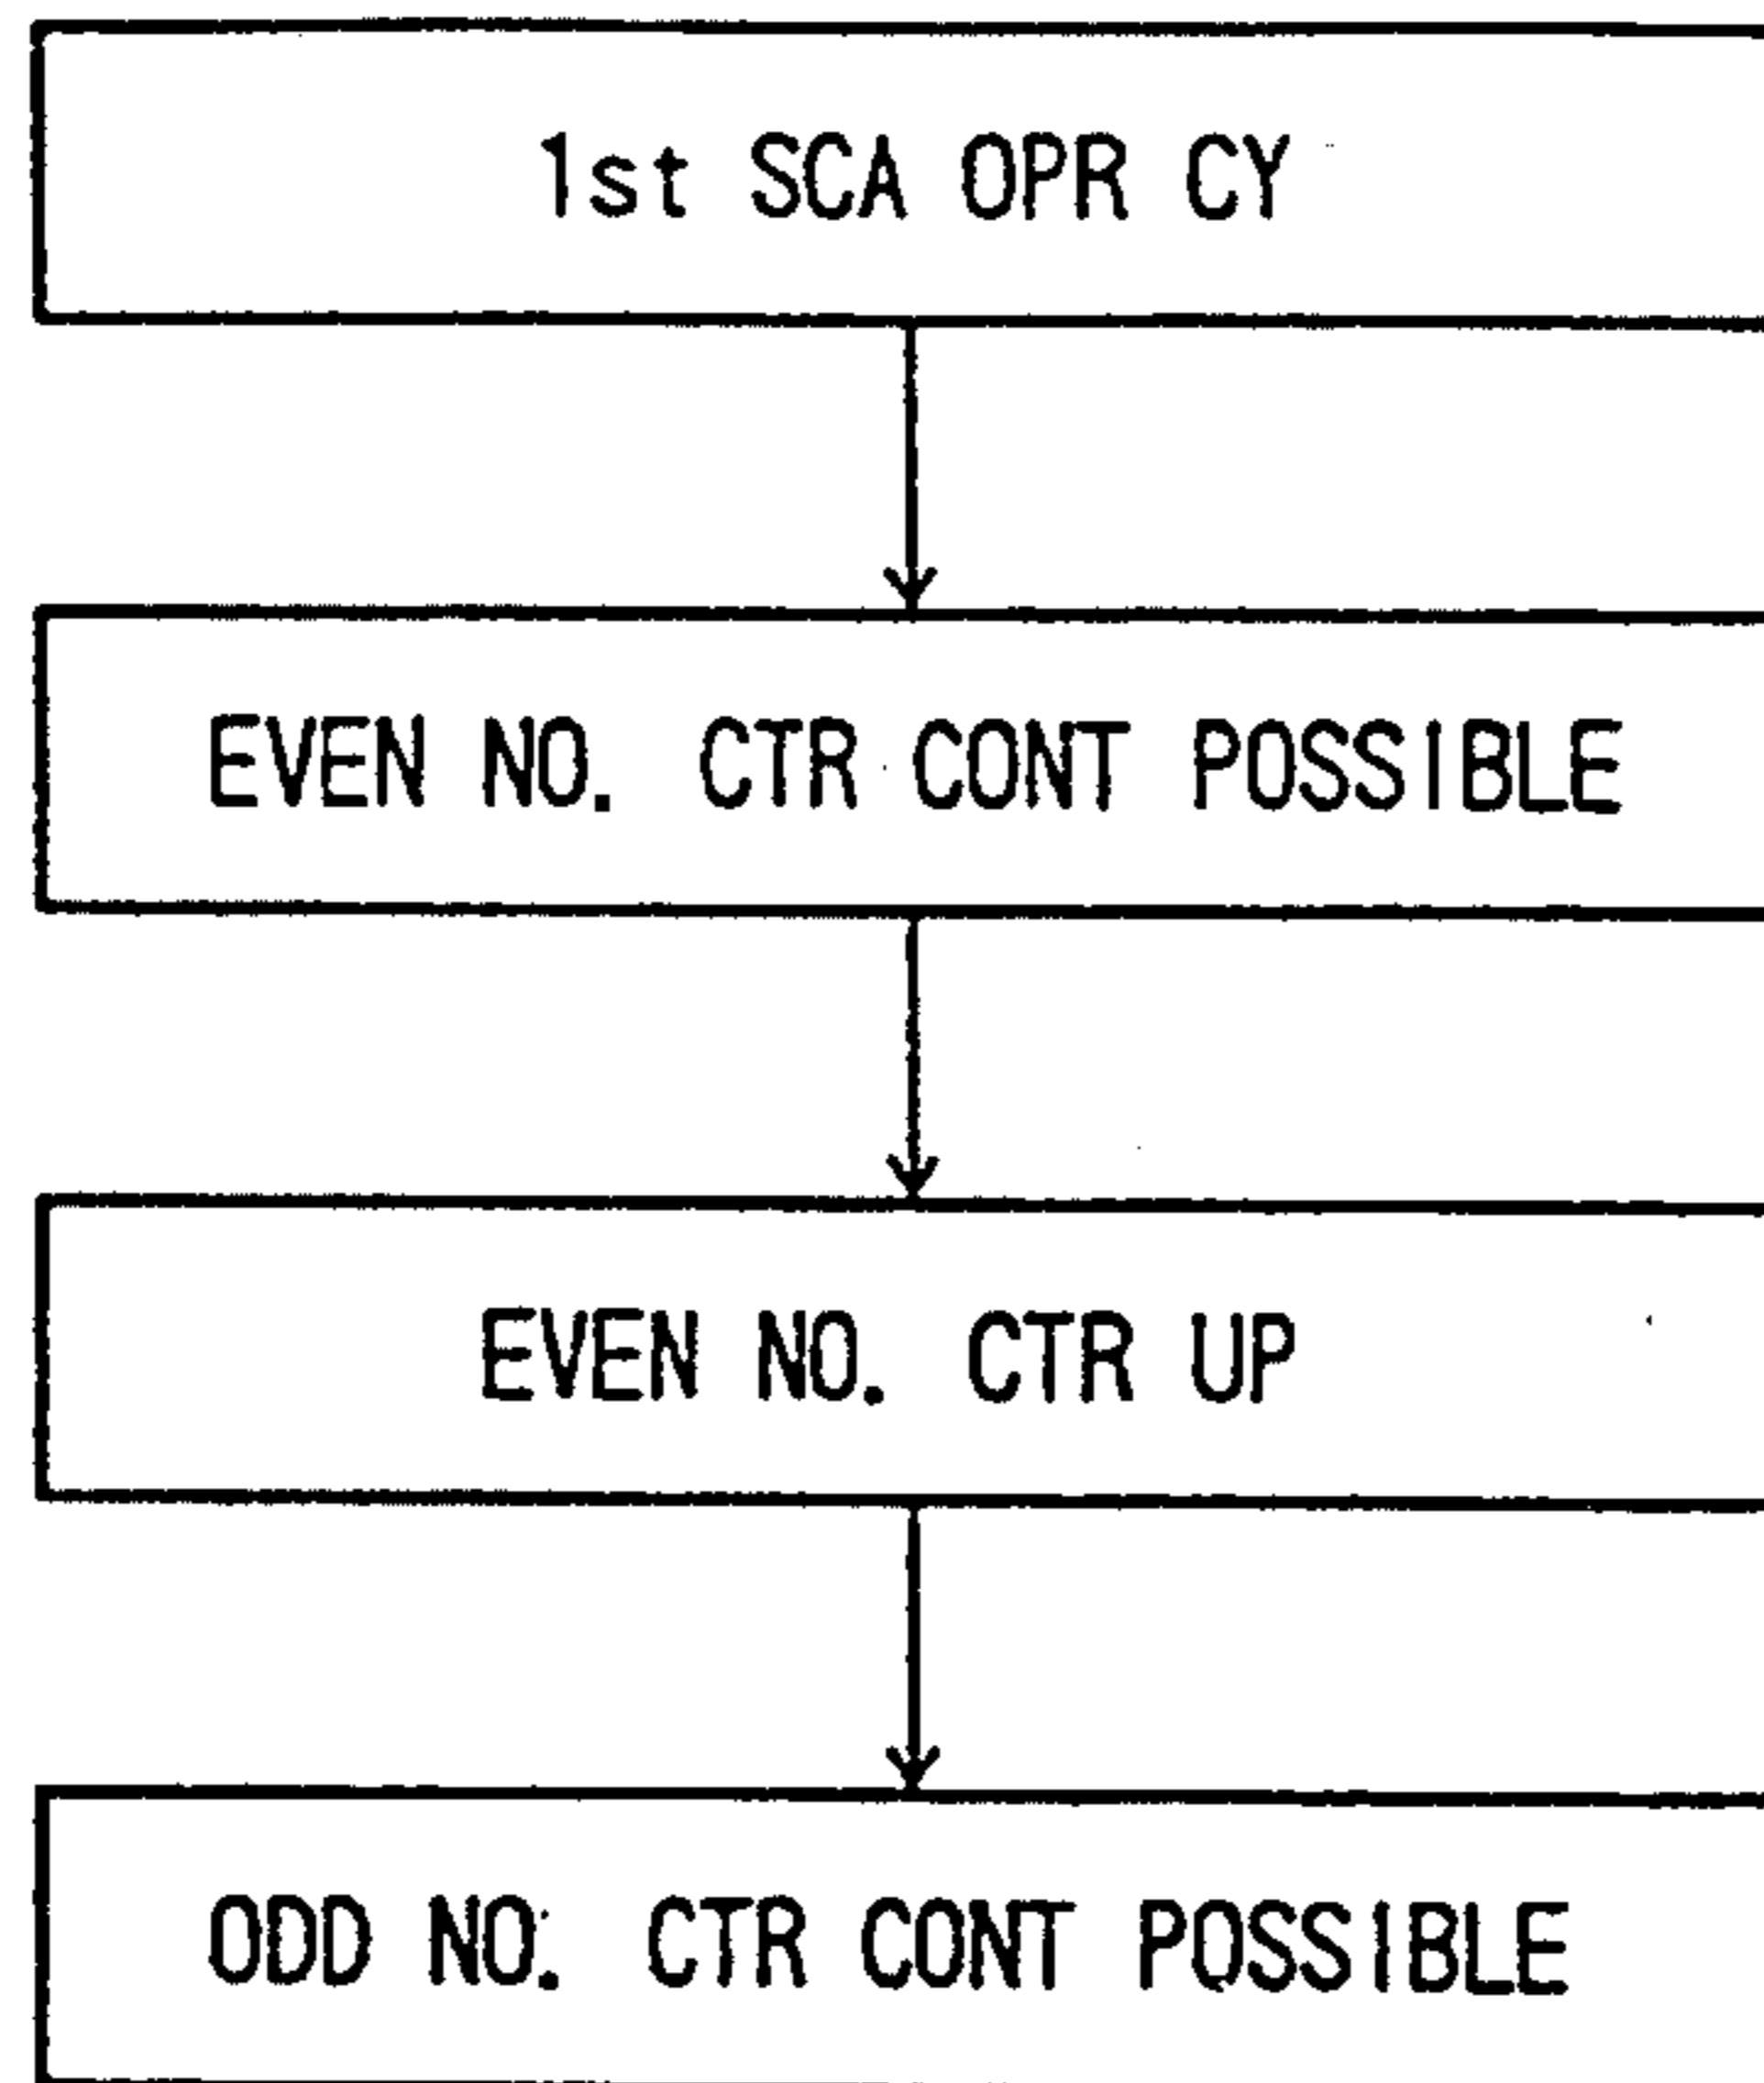 1st SCA OPR CY
EVEN NO. CTR CONT POSSIBLE
EVEN NO. CTR UP
ODD NO. CTR CONT POSSIBLE